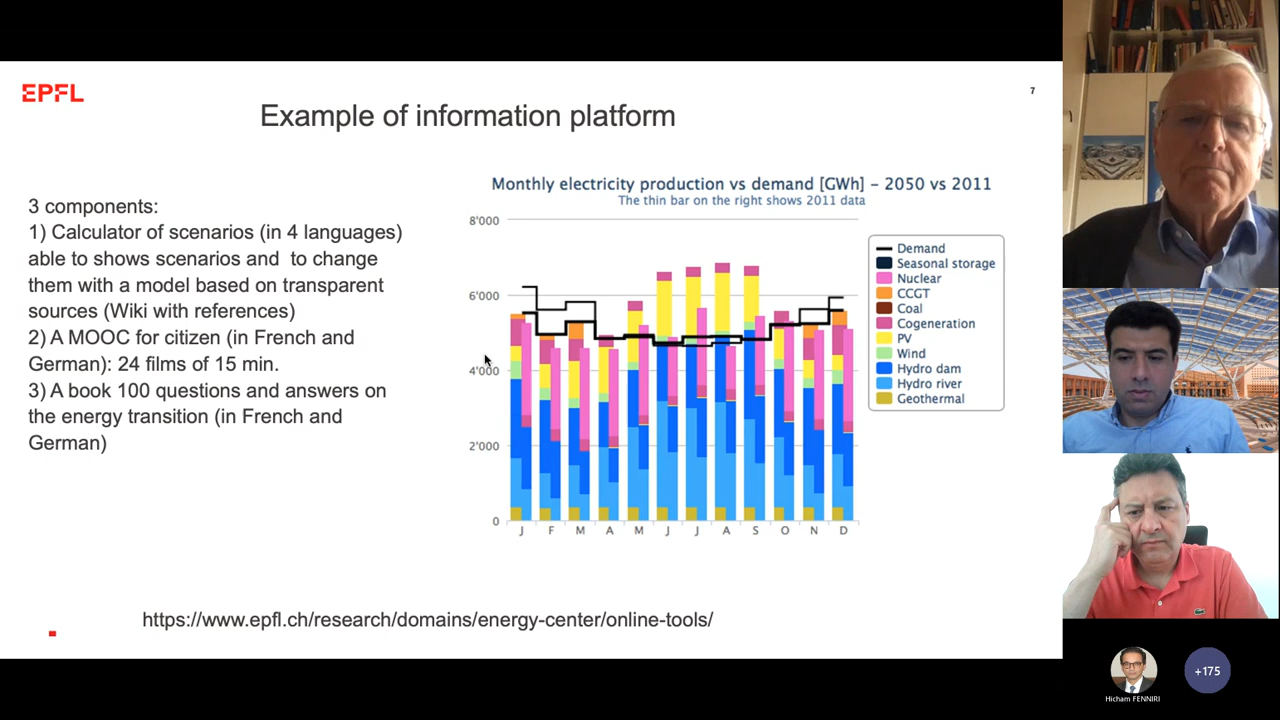 EPFL
7
Example of information platform
3 components:
1) Calculator of scenarios (in 4 languages)
able to shows scenarios and to change
them with a model based on transparent
sources (Wiki with references)
2) A MOOC for citizen (in French and
German): 24 films of 15 min.
3) A book 100 questions and answers on
the energy transition (in French and
German)
Monthly electricity production vs demand [GWh] – 2050 vs 2011
The thin bar on the right shows 2011 data
8'000
6'000
4'000
2'000
0
J F M A M J J A S O N D
Demand
Seasonal storage
Nuclear
CCGT
Coal
Cogeneration
PV
Wind
Hydro dam
Hydro river
Geothermal
https://www.epfl.ch/research/domains/energy-center/online-tools/
Hicham FENNIRI
+175